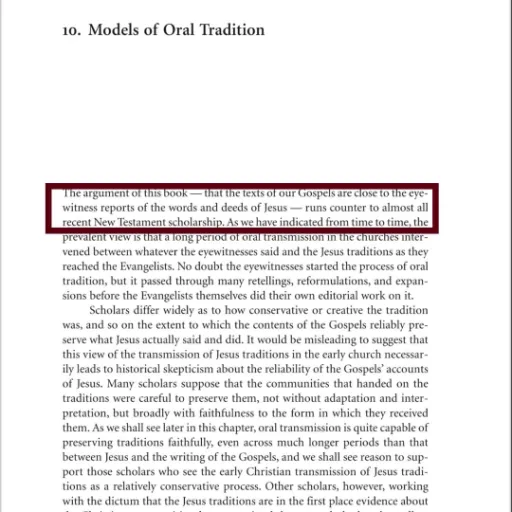 10. Models of Oral Tradition
The argument of this book — that the texts of our Gospels are close to the eye-
witness reports of the words and deeds of Jesus — runs counter to almost all
recent New Testament scholarship. As we have indicated from time to time, the
prevalent view is that a long period of oral transmission in the churches inter-
vened between whatever the eyewitnesses said and the Jesus traditions as they
reached the Evangelists. No doubt the eyewitnesses started the process of oral
tradition, but it passed through many retellings, reformulations, and expan-
sions before the Evangelists themselves did their own editorial work on it.
Scholars differ widely as to how conservative or creative the tradition
was, and so on the extent to which the contents of the Gospels reliably pre-
serve what Jesus actually said and did. It would be misleading to suggest that
this view of the transmission of Jesus traditions in the early church necessar-
ily leads to historical skepticism about the reliability of the Gospels' accounts
of Jesus. Many scholars suppose that the communities that handed on the
traditions were careful to preserve them, not without adaptation and inter-
pretation, but broadly with faithfulness to the form in which they received
them. As we shall see later in this chapter, oral transmission is quite capable of
preserving traditions faithfully, even across much longer periods than that
between Jesus and the writing of the Gospels, and we shall see reason to sup-
port those scholars who see the early Christian transmission of Jesus tradi-
tions as a relatively conservative process. Other scholars, however, working
with the dictum that the Jesus traditions are in the first place evidence about